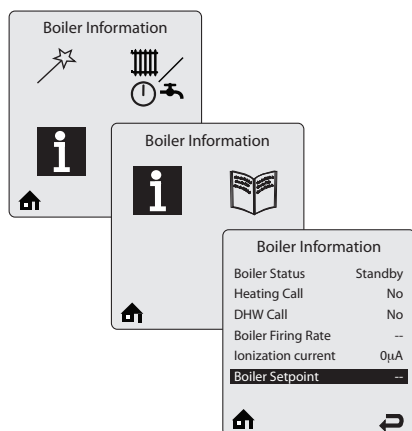 Boiler Information
Boiler Information
Boiler Information
Boiler Status Standby
Heating Call No
DHW Call No
Boiler Firing Rate --
Ionization current 0µA
Boiler Setpoint --